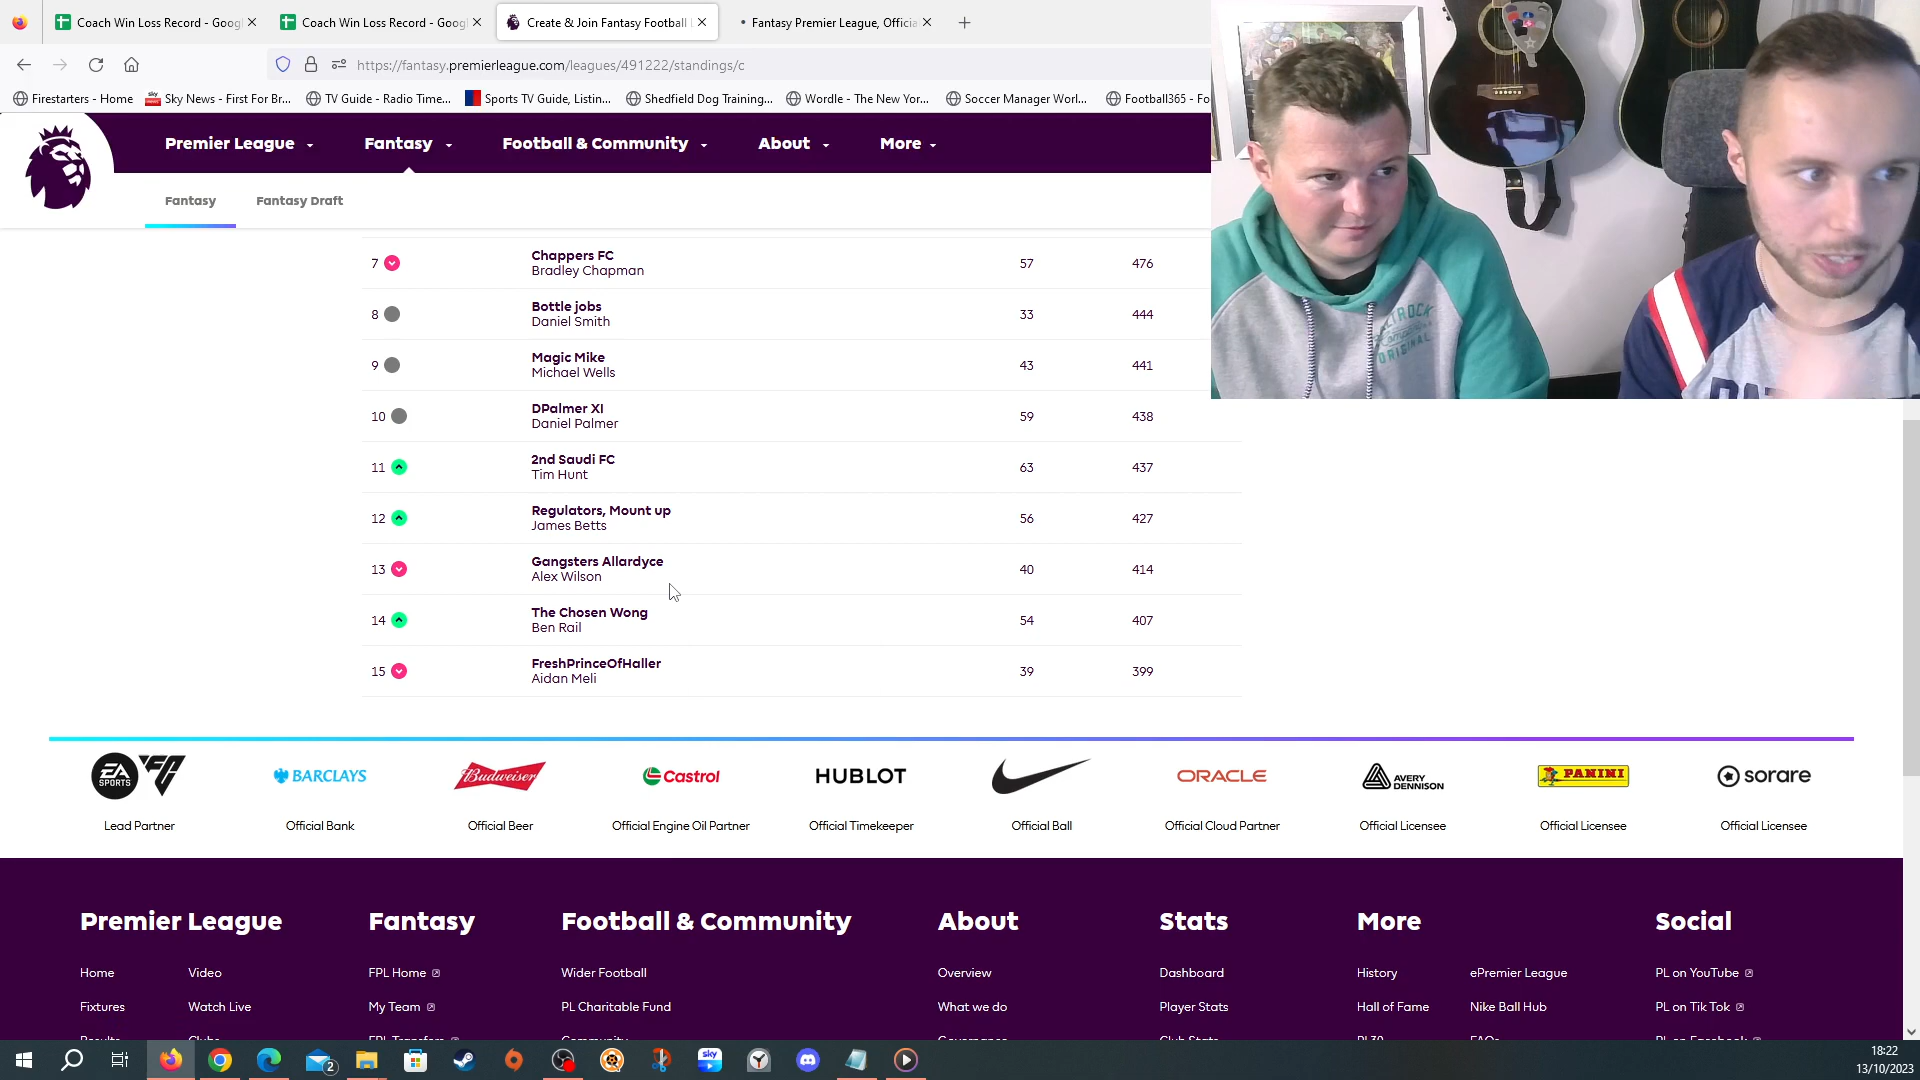 Coach Win Loss Record - Goog
Coach Win Loss Record - Goog
Create & Join Fantasy Football
Fantasy Premier League, Officia
https://fantasy.premierleague.com/leagues/491222/standings/c
Firestarters - Home
Sky News - First For Br...
TV Guide - Radio Time...
Sports TV Guide, Listin...
Shedfield Dog Training...
Wordle - The New Yor...
Soccer Manager Worl...
Football365 - Fo
Premier League
Fantasy
Football & Community
About
More
Fantasy
Fantasy Draft
7 Chappers FC 57 476
Bradley Chapman
8 Bottle jobs 33 444
Daniel Smith
9 Magic Mike 43 441
Michael Wells
10 DPalmer XI 59 438
Daniel Palmer
11 2nd Saudi FC 63 437
Tim Hunt
12 Regulators, Mount up 56 427
James Betts
13 Gangsters Allardyce 40 414
Alex Wilson
14 The Chosen Wong 54 407
Ben Rail
15 FreshPrinceOfHaller 39 399
Aidan Meli
EA SPORTS
BARCLAYS
Budweiser
Castrol
HUBLOT
ORACLE
AVERY DENNISON
PANINI
sorare
Lead Partner
Official Bank
Official Beer
Official Engine Oil Partner
Official Timekeeper
Official Ball
Official Cloud Partner
Official Licensee
Official Licensee
Official Licensee
Premier League
Fantasy
Football & Community
About
Stats
More
Social
Home
Video
FPL Home
Wider Football
Overview
Dashboard
History
ePremier League
PL on YouTube
Fixtures
Watch Live
My Team
PL Charitable Fund
What we do
Player Stats
Hall of Fame
Nike Ball Hub
PL on TikTok
ORIGINAL
2
sky
18:22
13/10/2023